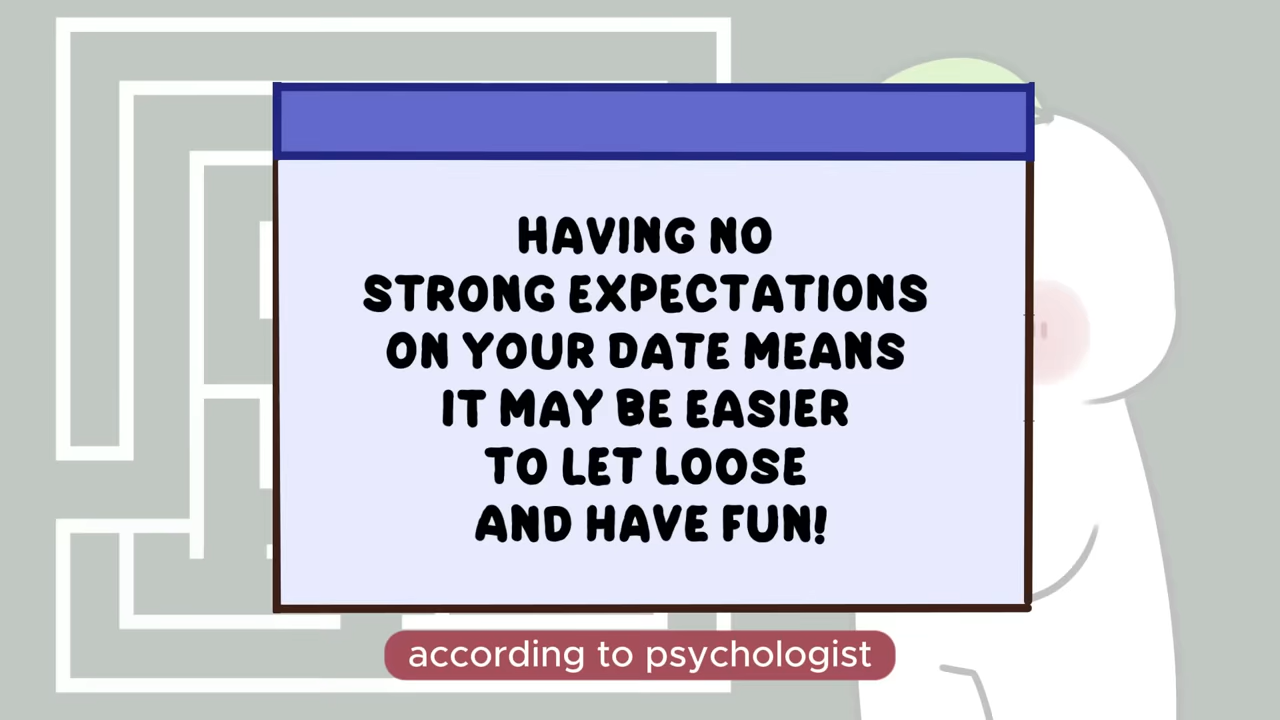 HAVING NO
STRONG EXPECTATIONS
ON YOUR DATE MEANS
IT MAY BE EASIER
TO LET LOOSE
AND HAVE FUN!
according to psychologist